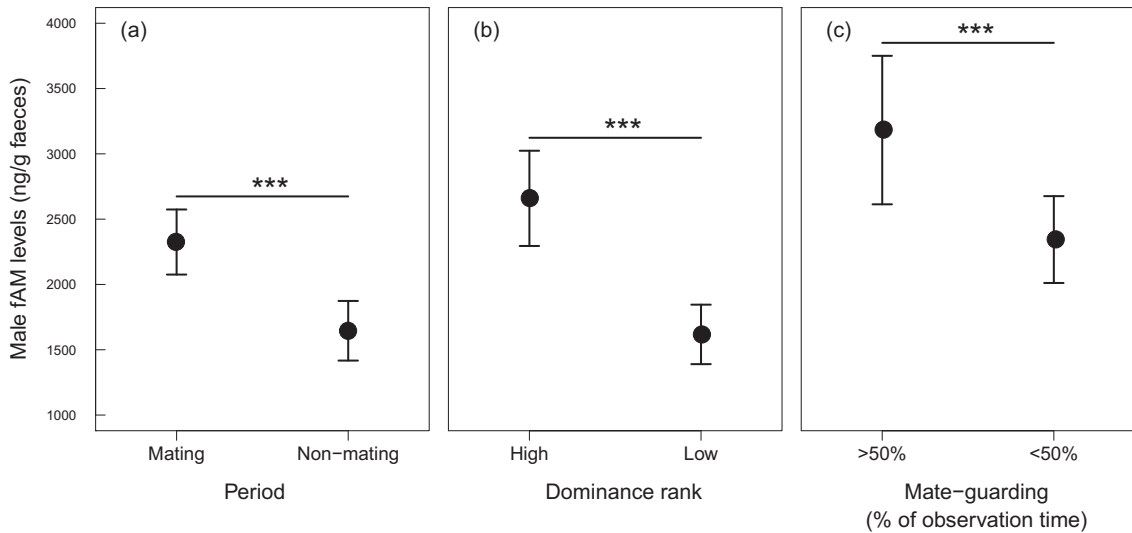 Male fAM levels (ng/g faeces)
4000
3500
3000
2500
2000
1500
1000
(a)
***
Mating
Non−mating
Period
(b)
***
High
Low
Dominance rank
(c)
***
>50%
<50%
Mate−guarding
(% of observation time)